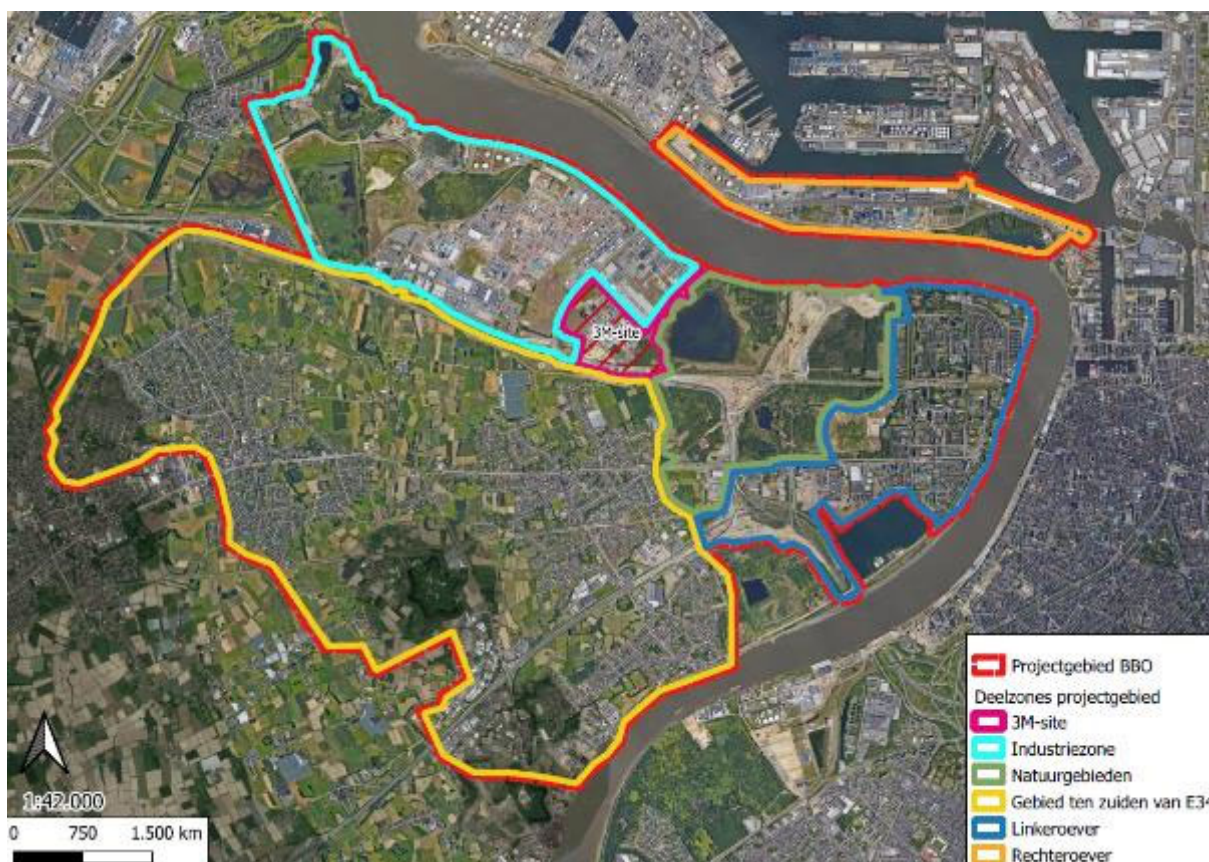 3M-site
Projectgebied BBO
Deelzones projectgebied
3M-site
Industriezone
Natuurgebieden
Gebied ten zuiden van E34
Linkeroever
Rechteroever
1:42.000
0 750 1.500 km